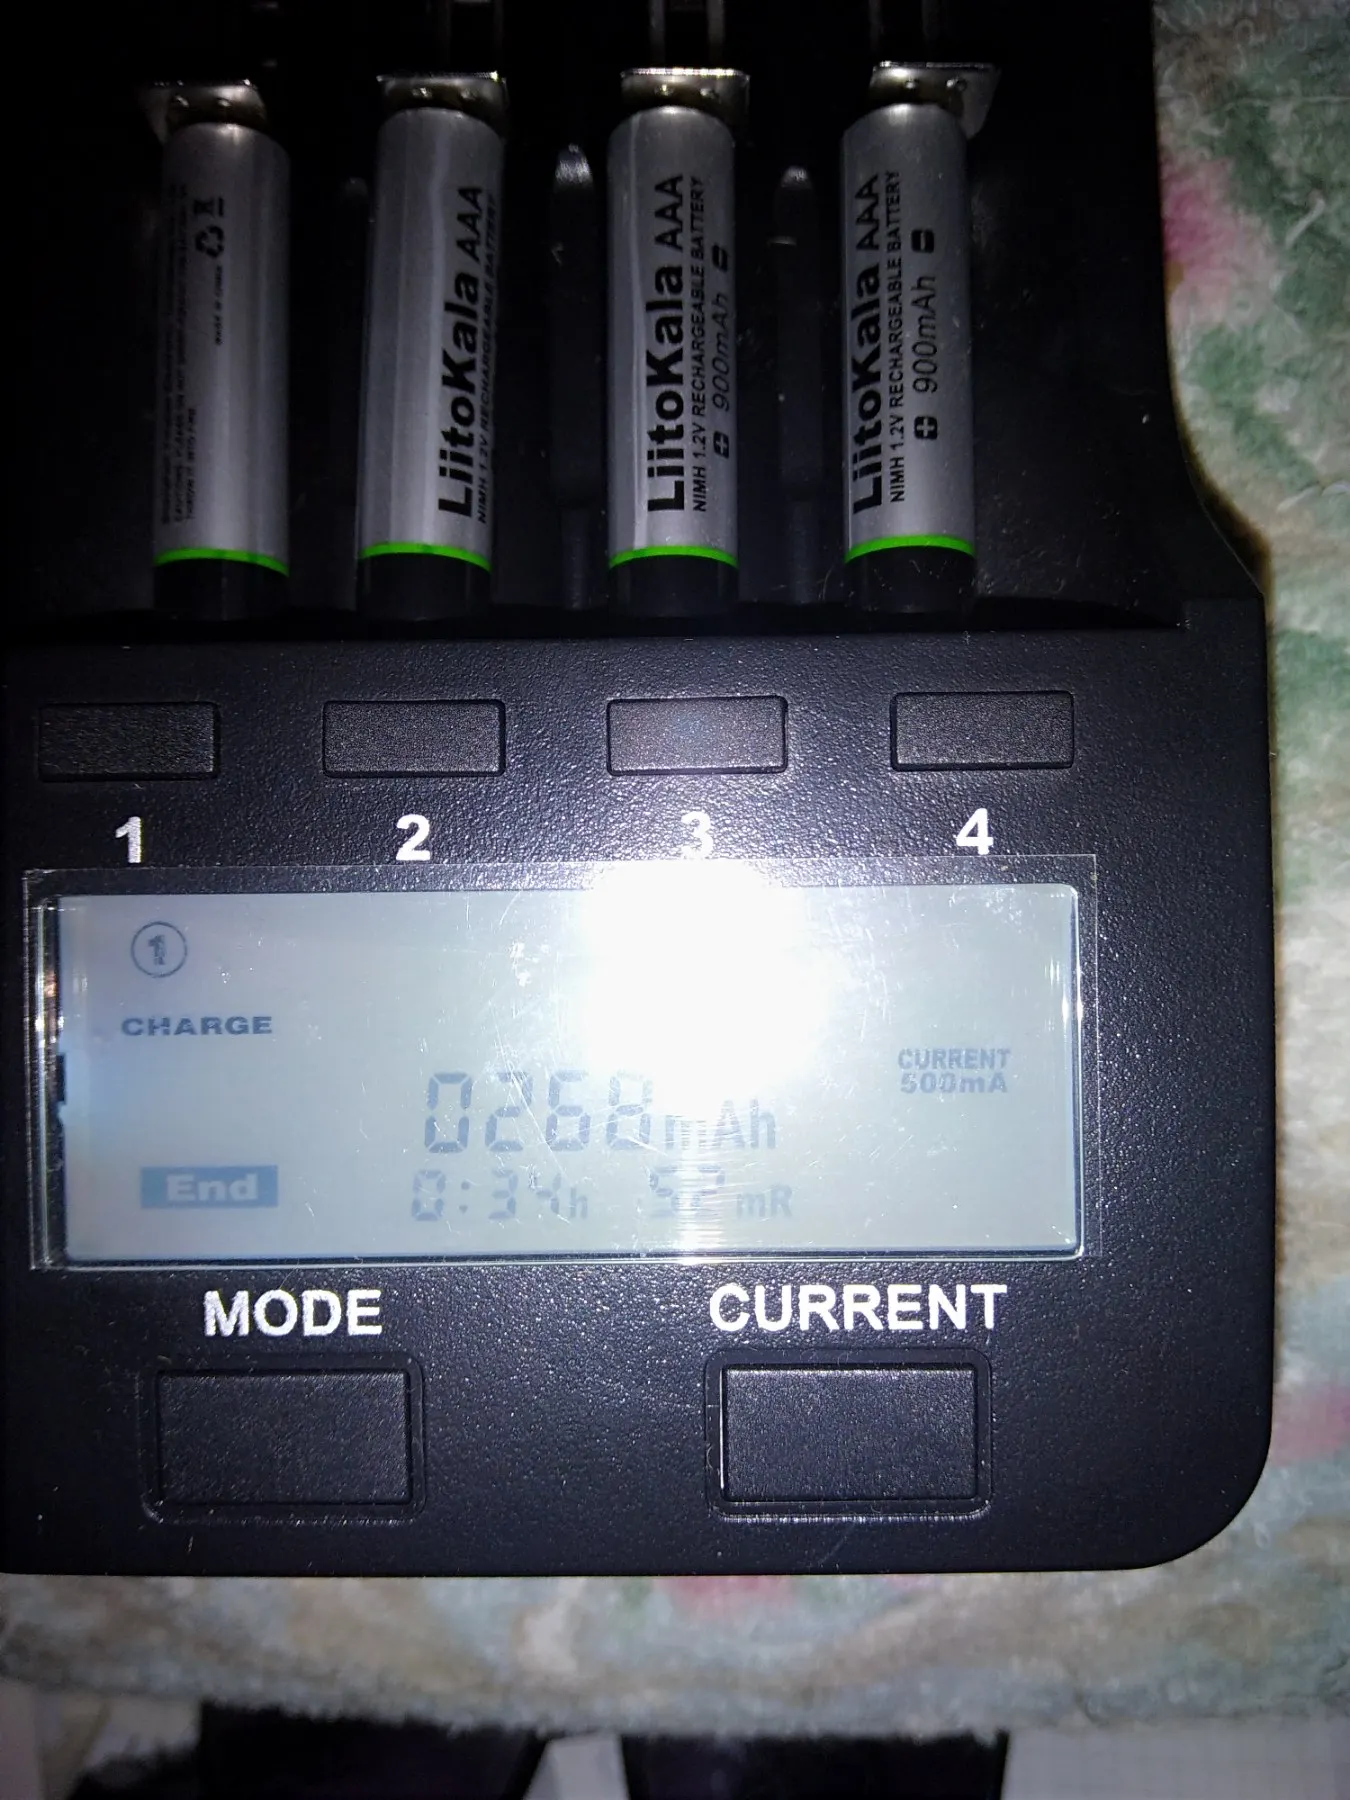 LiitoKala AAA
NIMH 1.2V RECHARGEABLE BATTERY
LiitoKala AAA
NIMH 1.2V RECHARGEABLE BATTERY
900mAh
LiitoKala AAA
NIMH 1.2V RECHARGEABLE BATTERY
900mAh
1
2
3
4
1
CHARGE
CURRENT
500mA
0268mAh
End
0:34h
mR
MODE
CURRENT